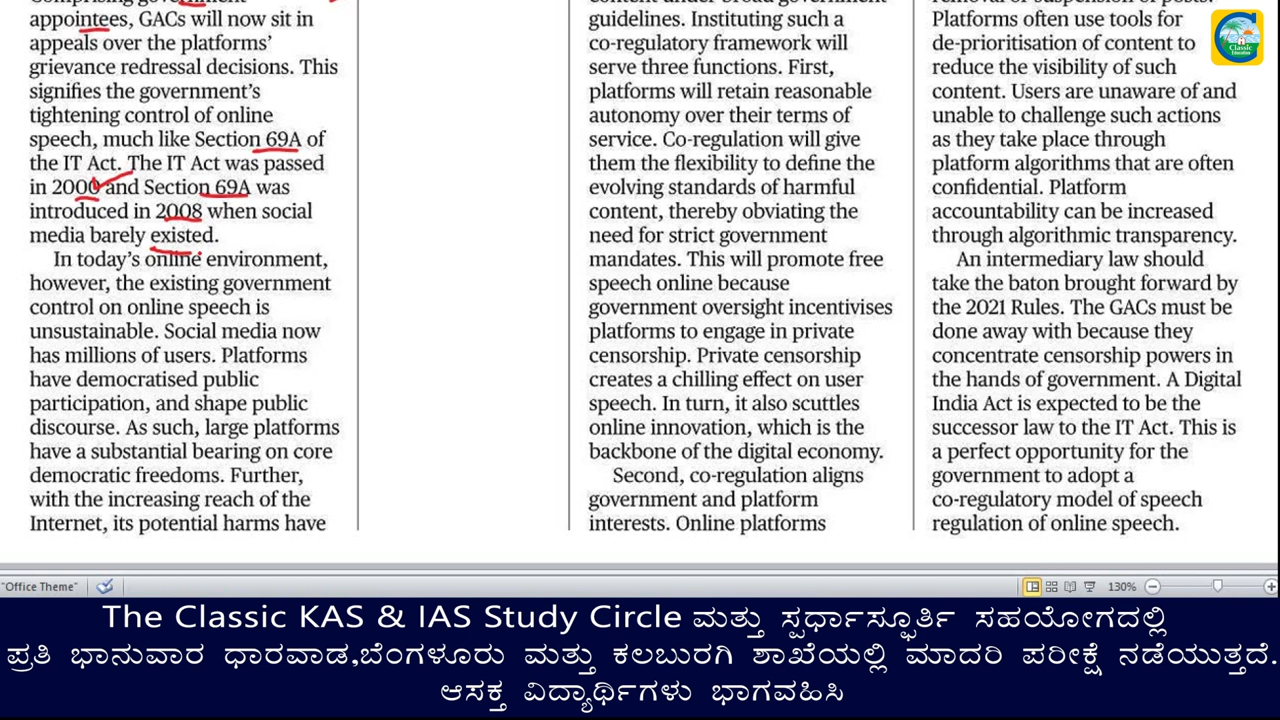 Comprising government
appointees, GACs will now sit in
appeals over the platforms'
grievance redressal decisions. This
signifies the government's
tightening control of online
speech, much like Section 69A of
the IT Act. The IT Act was passed
in 2000 and Section 69A was
introduced in 2008 when social
media barely existed.
In today's online environment,
however, the existing government
control on online speech is
unsustainable. Social media now
has millions of users. Platforms
have democratised public
participation, and shape public
discourse. As such, large platforms
have a substantial bearing on core
democratic freedoms. Further,
with the increasing reach of the
Internet, its potential harms have
content under broad government
guidelines. Instituting such a
co-regulatory framework will
serve three functions. First,
platforms will retain reasonable
autonomy over their terms of
service. Co-regulation will give
them the flexibility to define the
evolving standards of harmful
content, thereby obviating the
need for strict government
mandates. This will promote free
speech online because
government oversight incentivises
platforms to engage in private
censorship. Private censorship
creates a chilling effect on user
speech. In turn, it also scuttles
online innovation, which is the
backbone of the digital economy.
Second, co-regulation aligns
government and platform
interests. Online platforms
removal or suspension of posts.
Platforms often use tools for
de-prioritisation of content to
reduce the visibility of such
content. Users are unaware of and
unable to challenge such actions
as they take place through
platform algorithms that are often
confidential. Platform
accountability can be increased
through algorithmic transparency.
An intermediary law should
take the baton brought forward by
the 2021 Rules. The GACs must be
done away with because they
concentrate censorship powers in
the hands of government. A Digital
India Act is expected to be the
successor law to the IT Act. This is
a perfect opportunity for the
government to adopt a
co-regulatory model of speech
regulation of online speech.
Classic
Education
"Office Theme"
130%
The Classic KAS & IAS Study Circle ಮತ್ತು ಸ್ಪರ್ಧಾಸ್ಫೂರ್ತಿ ಸಹಯೋಗದಲ್ಲಿ
ಪ್ರತಿ ಭಾನುವಾರ ಧಾರವಾಡ,ಬೆಂಗಳೂರು ಮತ್ತು ಕಲಬುರಗಿ ಶಾಖೆಯಲ್ಲಿ ಮಾದರಿ ಪರೀಕ್ಷೆ ನಡೆಯುತ್ತದೆ.
ಆಸಕ್ತ ವಿದ್ಯಾರ್ಥಿಗಳು ಭಾಗವಹಿಸಿ